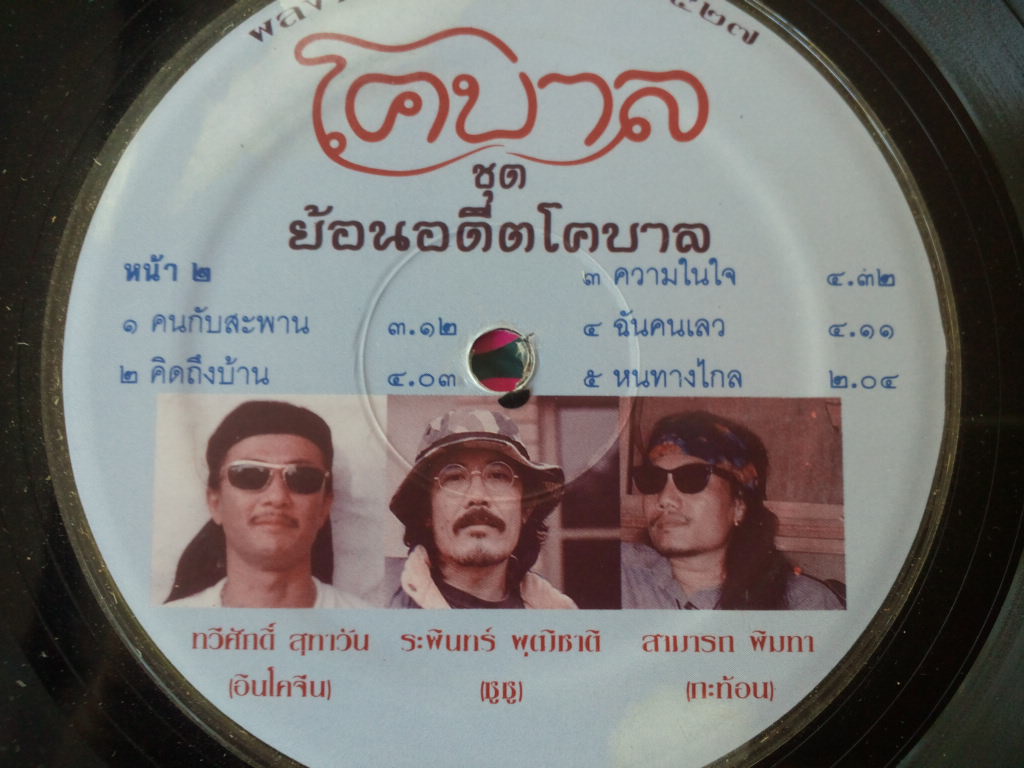 โคบาล
ชุด
ย้อนอดีตโคบาล
หน้า ๒
๑ คนกับสะพาน ๓.๑๒
๒ คิดถึงบ้าน ๔.๐๓
๓ ความในใจ ๔.๓๒
๔ ฉันคนเลว ๔.๑๑
๕ หนทางไกล ๒.๐๔
ทวีศักดิ์ สุทาวัน
(อินโดจีน)
ระพินทร์ พุฒิชาติ
(ซูซู)
สามารถ พิมทา
(กะท้อน)